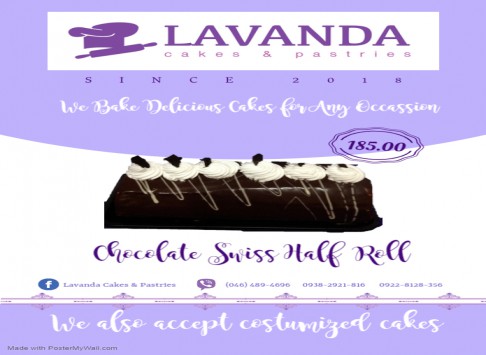 LAVANDA
cakes & pastries
SINCE 2018
We Bake Delicious Cakes for Any Occassion
185.00
Chocolate Swiss Half Roll
Lavanda Cakes & Pastries (046) 489-4696 0938-2921-816 0922-8128-356
We also accept costumized cakes
Made with PosterMyWall.com